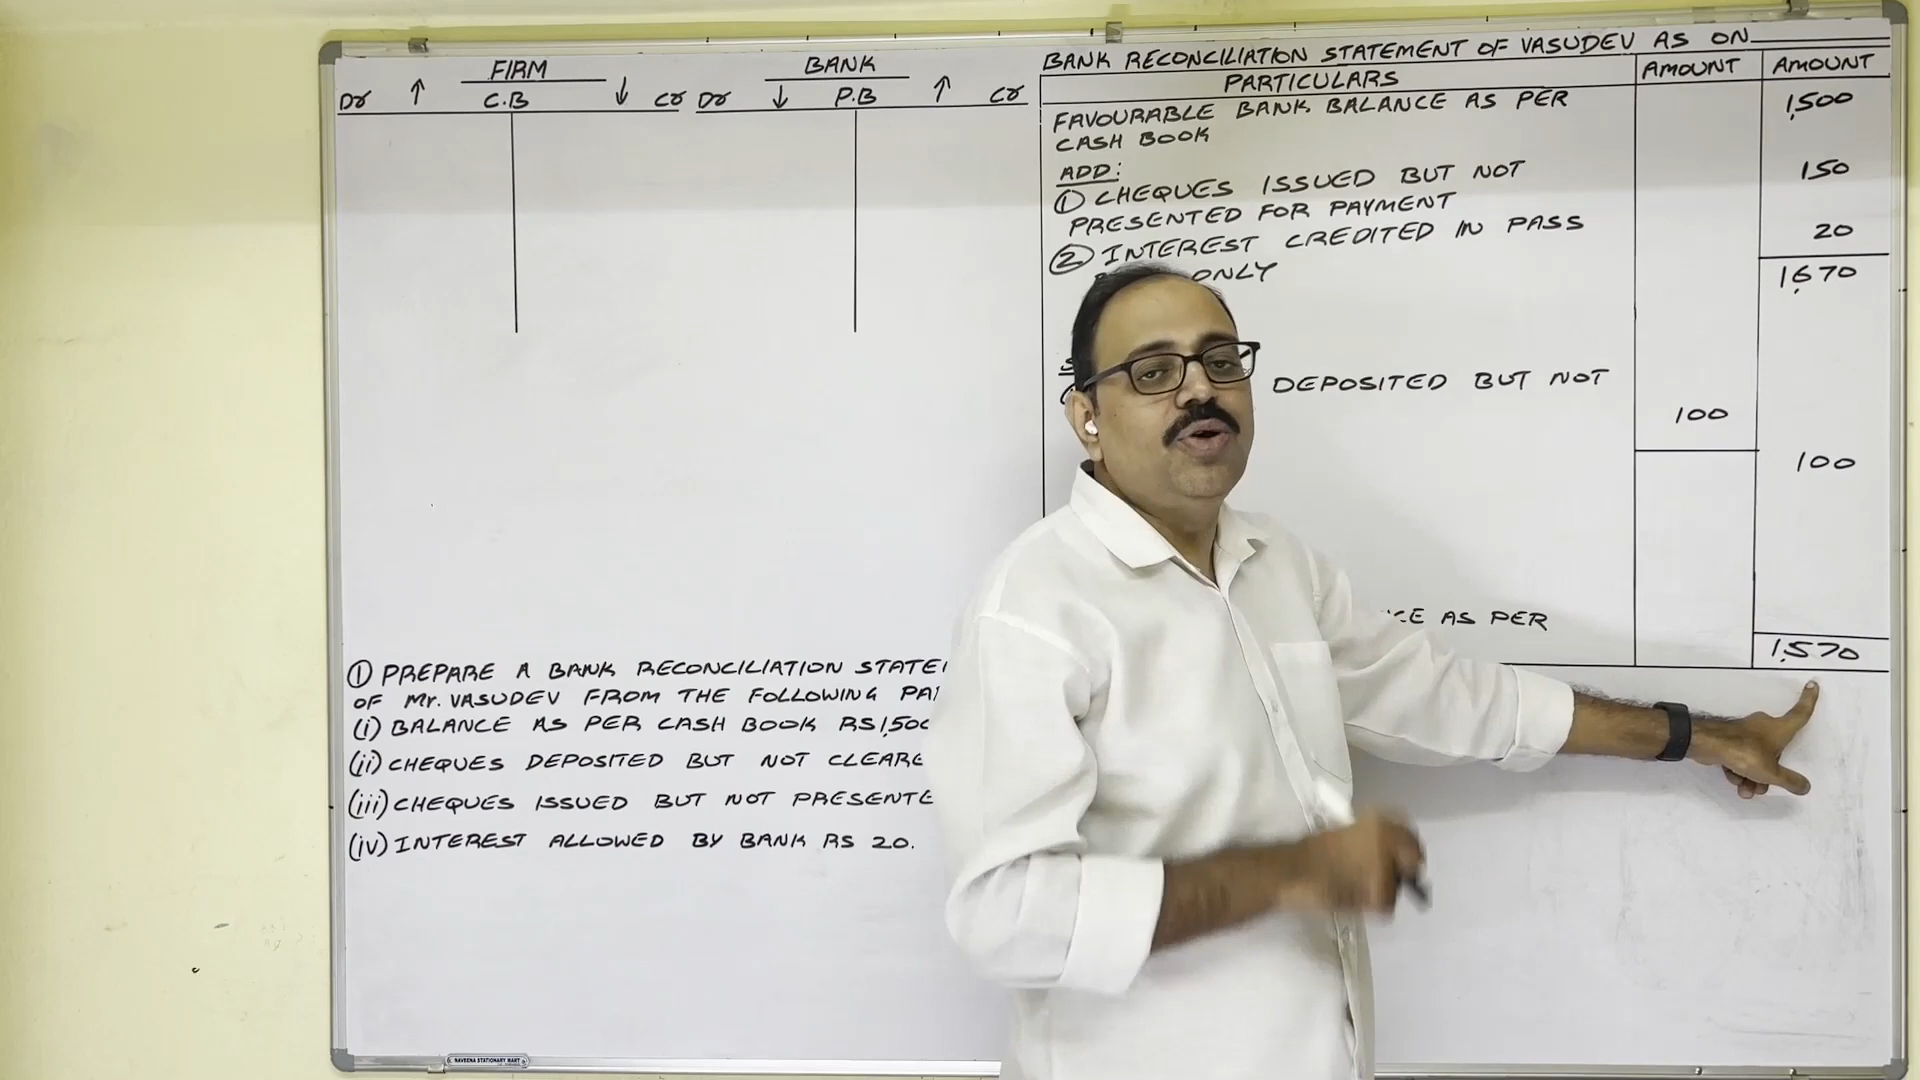 FIRM
Dr ↑ C.B ↓ Cr
BANK
Dr ↓ P.B ↑ Cr
BANK RECONCILIATION STATEMENT OF VASUDEV AS ON
PARTICULARS AMOUNT AMOUNT
FAVOURABLE BANK BALANCE AS PER 1,500
CASH BOOK
ADD:
① CHEQUES ISSUED BUT NOT 150
PRESENTED FOR PAYMENT
② INTEREST CREDITED IN PASS 20
ONLY 1,670
DEPOSITED BUT NOT
100
100
AS PER
1,570
① PREPARE A BANK RECONCILIATION
OF Mr. VASUDEV FROM THE FOLLOWING
(i) BALANCE AS PER CASH BOOK RS
(ii) CHEQUES DEPOSITED BUT NOT
(iii) CHEQUES ISSUED BUT NOT
(iv) INTEREST ALLOWED BY BANK RS 20.
NAVEENA STATIONARY MART